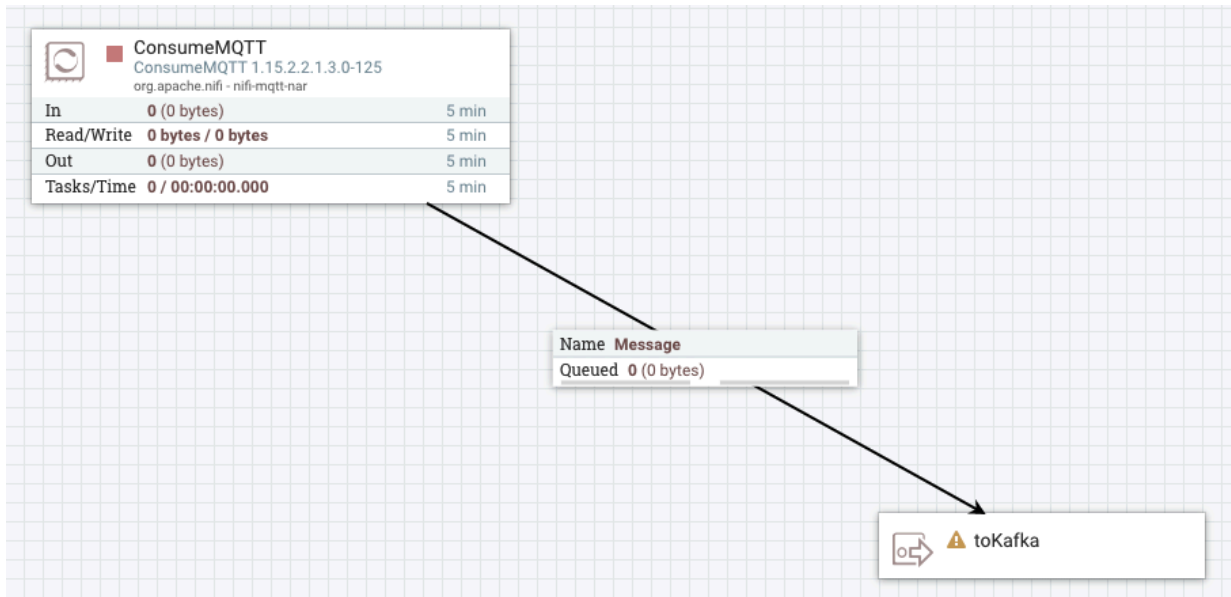 ConsumeMQTT
ConsumeMQTT 1.15.2.2.1.3.0-125
org.apache.nifi - nifi-mqtt-nar
In 0 (0 bytes) 5 min
Read/Write 0 bytes / 0 bytes 5 min
Out 0 (0 bytes) 5 min
Tasks/Time 0 / 00:00:00.000 5 min
Name Message
Queued 0 (0 bytes)
toKafka